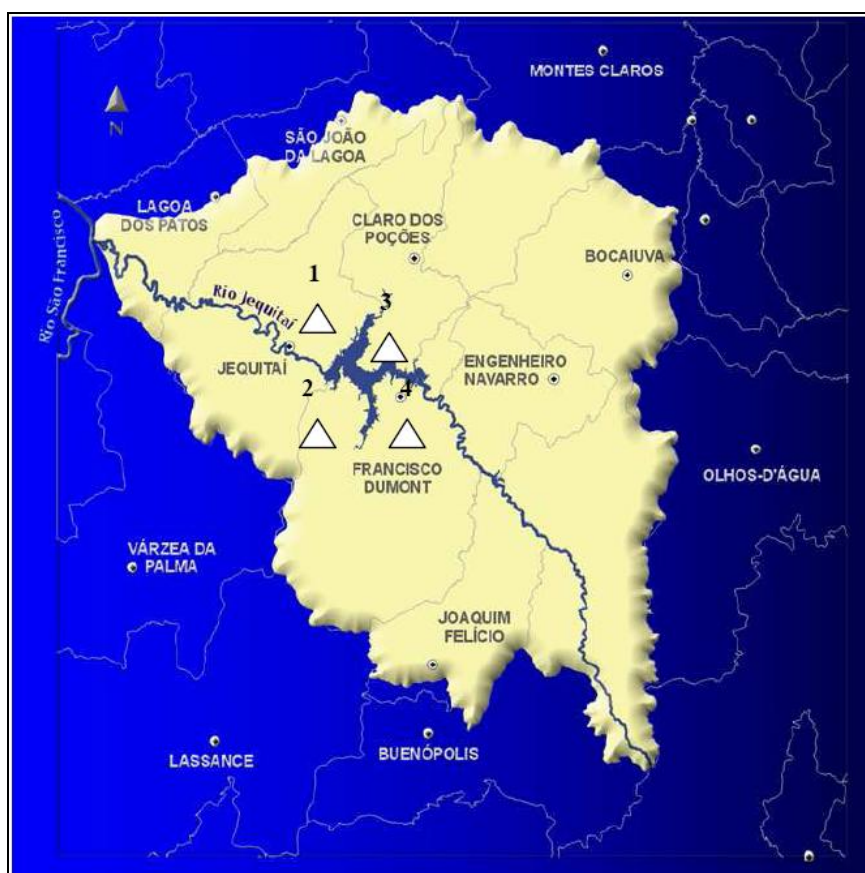 MONTES CLAROS
N
SÃO JOÃO
DA LAGOA
LAGOA
DOS PATOS
CLARO DOS
POÇÕES
BOCAIUVA
Rio São Francisco
1
Rio Jequitaí
3
JEQUITAÍ
ENGENHEIRO
NAVARRO
2
4
FRANCISCO
DUMONT
OLHOS-D'ÁGUA
VÁRZEA DA
PALMA
JOAQUIM
FELÍCIO
LASSANCE
BUENÓPOLIS